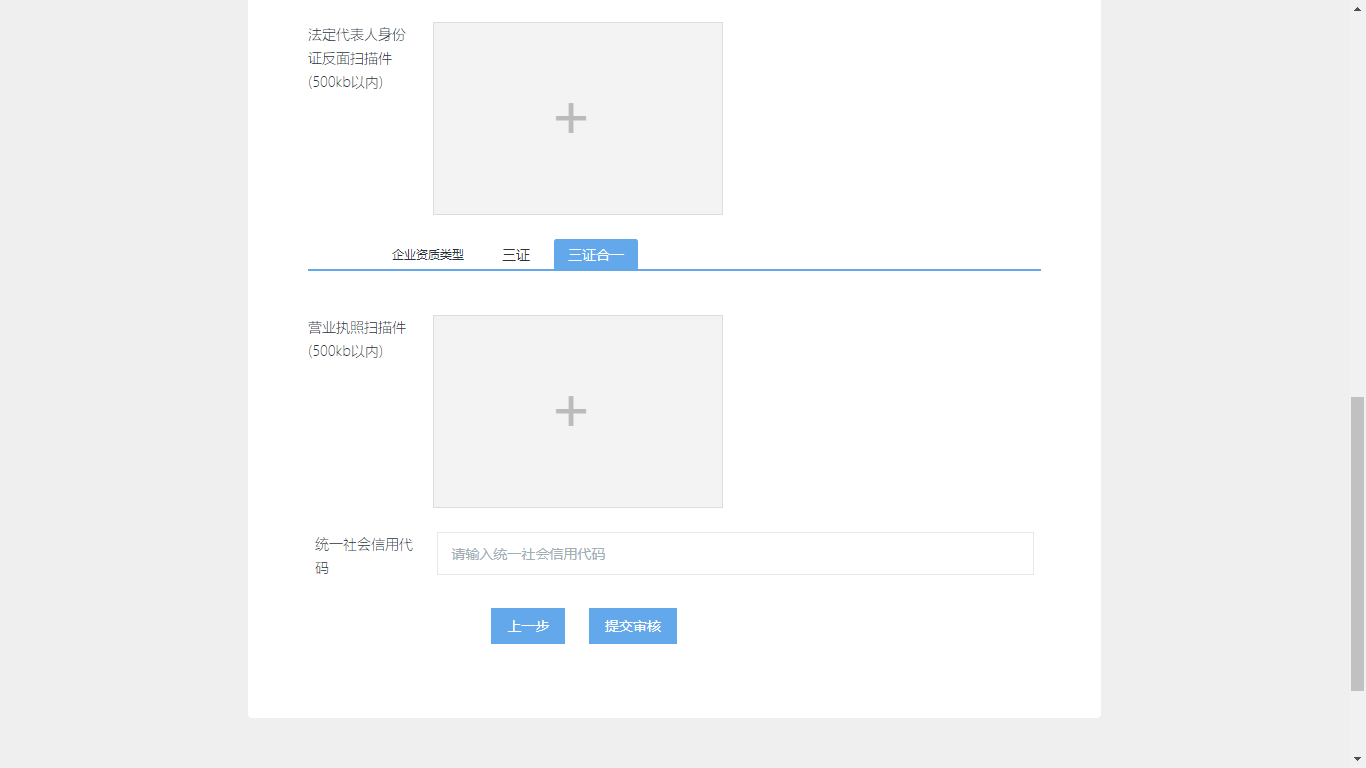 法定代表人身份
证反面扫描件
(500kb以内)
企业资质类型 三证 三证合一
营业执照扫描件
(500kb以内)
统一社会信用代
码
请输入统一社会信用代码
上一步 提交审核